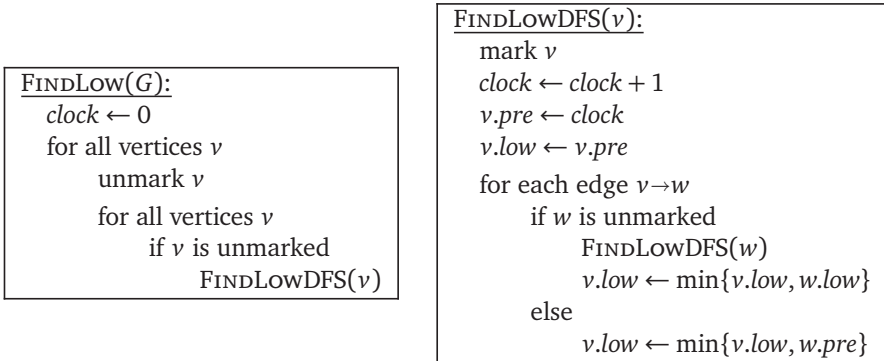 FINDLOW(G):
clock ← 0
for all vertices v
unmark v
for all vertices v
if v is unmarked
FINDLOWDFS(v)
FINDLOWDFS(v):
mark v
clock ← clock + 1
v.pre ← clock
v.low ← v.pre
for each edge v→w
if w is unmarked
FINDLOWDFS(w)
v.low ← min{v.low, w.low}
else
v.low ← min{v.low, w.pre}